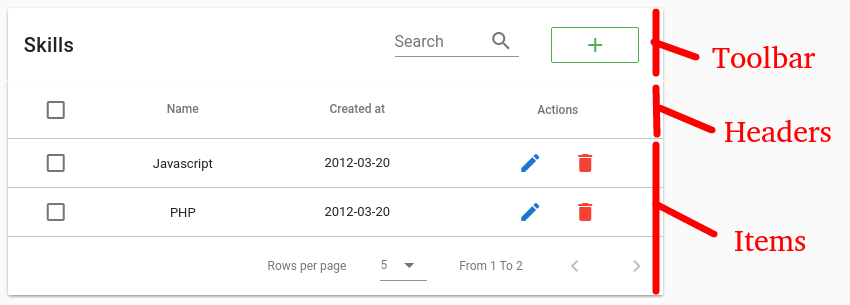 Skills
Search
+
Toolbar
Name Created at Actions
Headers
Javascript 2012-03-20
PHP 2012-03-20
Items
Rows per page 5 From 1 To 2